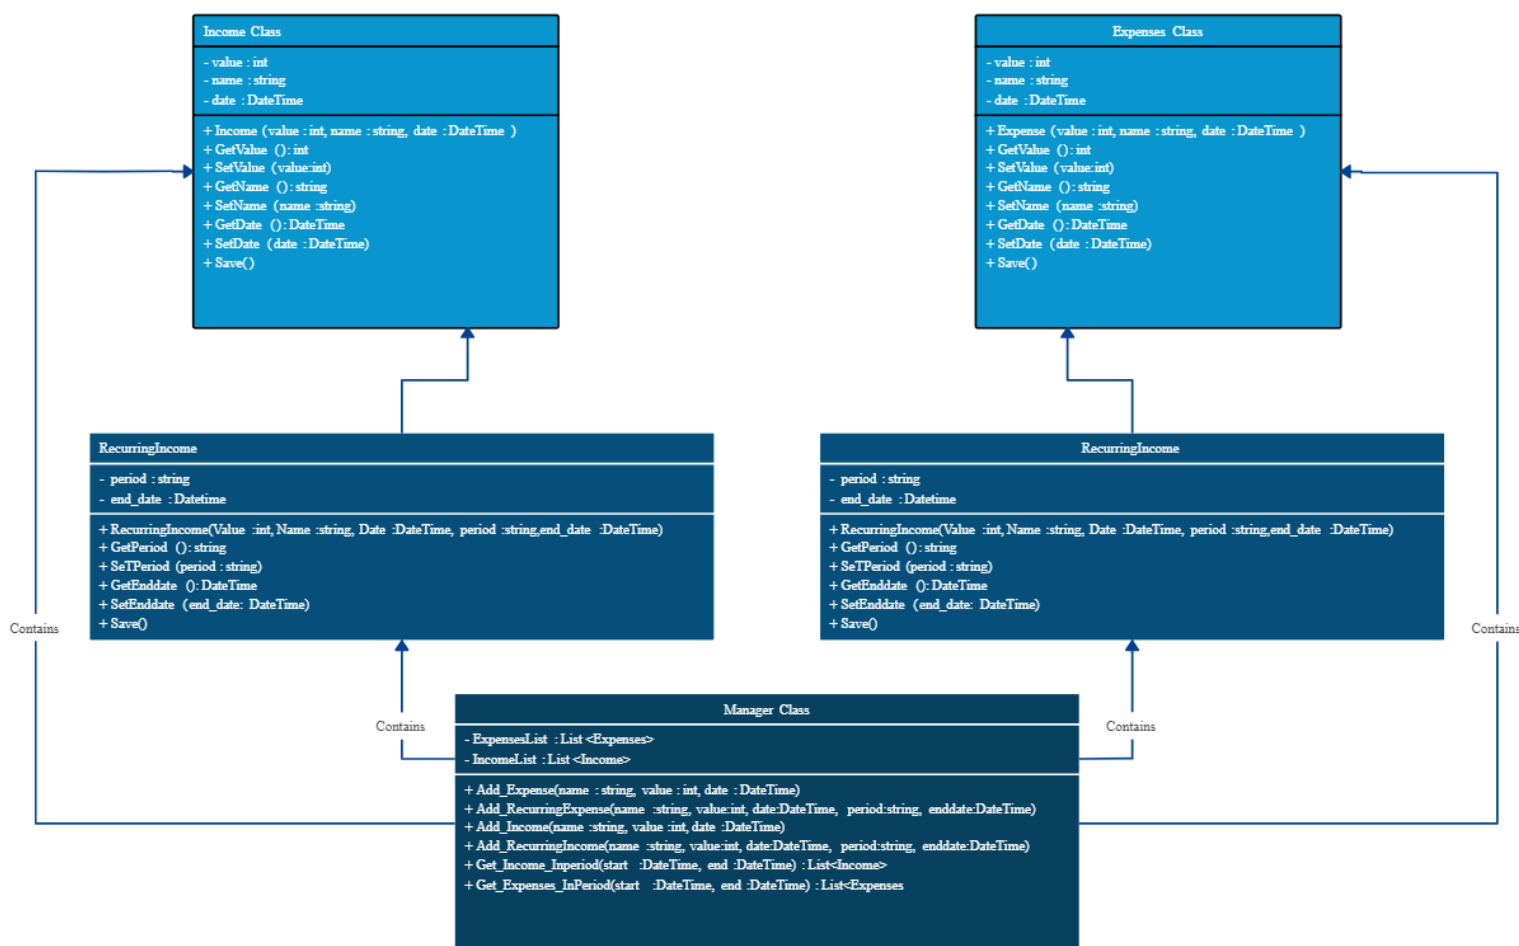 Income Class
- value : int
- name : string
- date : DateTime
+ Income (value : int, name : string, date : DateTime )
+ GetValue (): int
+ SetValue (value:int)
+ GetName (): string
+ SetName (name :string)
+ GetDate (): DateTime
+ SetDate (date : DateTime)
+ Save()
Expenses Class
- value : int
- name : string
- date : DateTime
+ Expense (value : int, name : string, date : DateTime )
+ GetValue (): int
+ SetValue (value:int)
+ GetName (): string
+ SetName (name :string)
+ GetDate (): DateTime
+ SetDate (date : DateTime)
+ Save()
RecurringIncome
- period : string
- end_date : Datetime
+ RecurringIncome(Value :int, Name :string, Date :DateTime, period :string,end_date :DateTime)
+ GetPeriod (): string
+ SeTPeriod (period : string)
+ GetEnddate (): DateTime
+ SetEnddate (end_date: DateTime)
+ Save()
RecurringIncome
- period : string
- end_date : Datetime
+ RecurringIncome(Value :int, Name :string, Date :DateTime, period :string,end_date :DateTime)
+ GetPeriod (): string
+ SeTPeriod (period : string)
+ GetEnddate (): DateTime
+ SetEnddate (end_date: DateTime)
+ Save()
Contains
Contains
Contains
Contains
Manager Class
- ExpensesList : List <Expenses>
- IncomeList : List <Income>
+ Add_Expense(name : string, value : int, date : DateTime)
+ Add_RecurringExpense(name :string, value:int, date:DateTime, period:string, enddate:DateTime)
+ Add_Income(name :string, value :int, date :DateTime)
+ Add_RecurringIncome(name :string, value:int, date:DateTime, period:string, enddate:DateTime)
+ Get_Income_Inperiod(start :DateTime, end :DateTime) : List<Income>
+ Get_Expenses_InPeriod(start :DateTime, end :DateTime) : List<Expenses